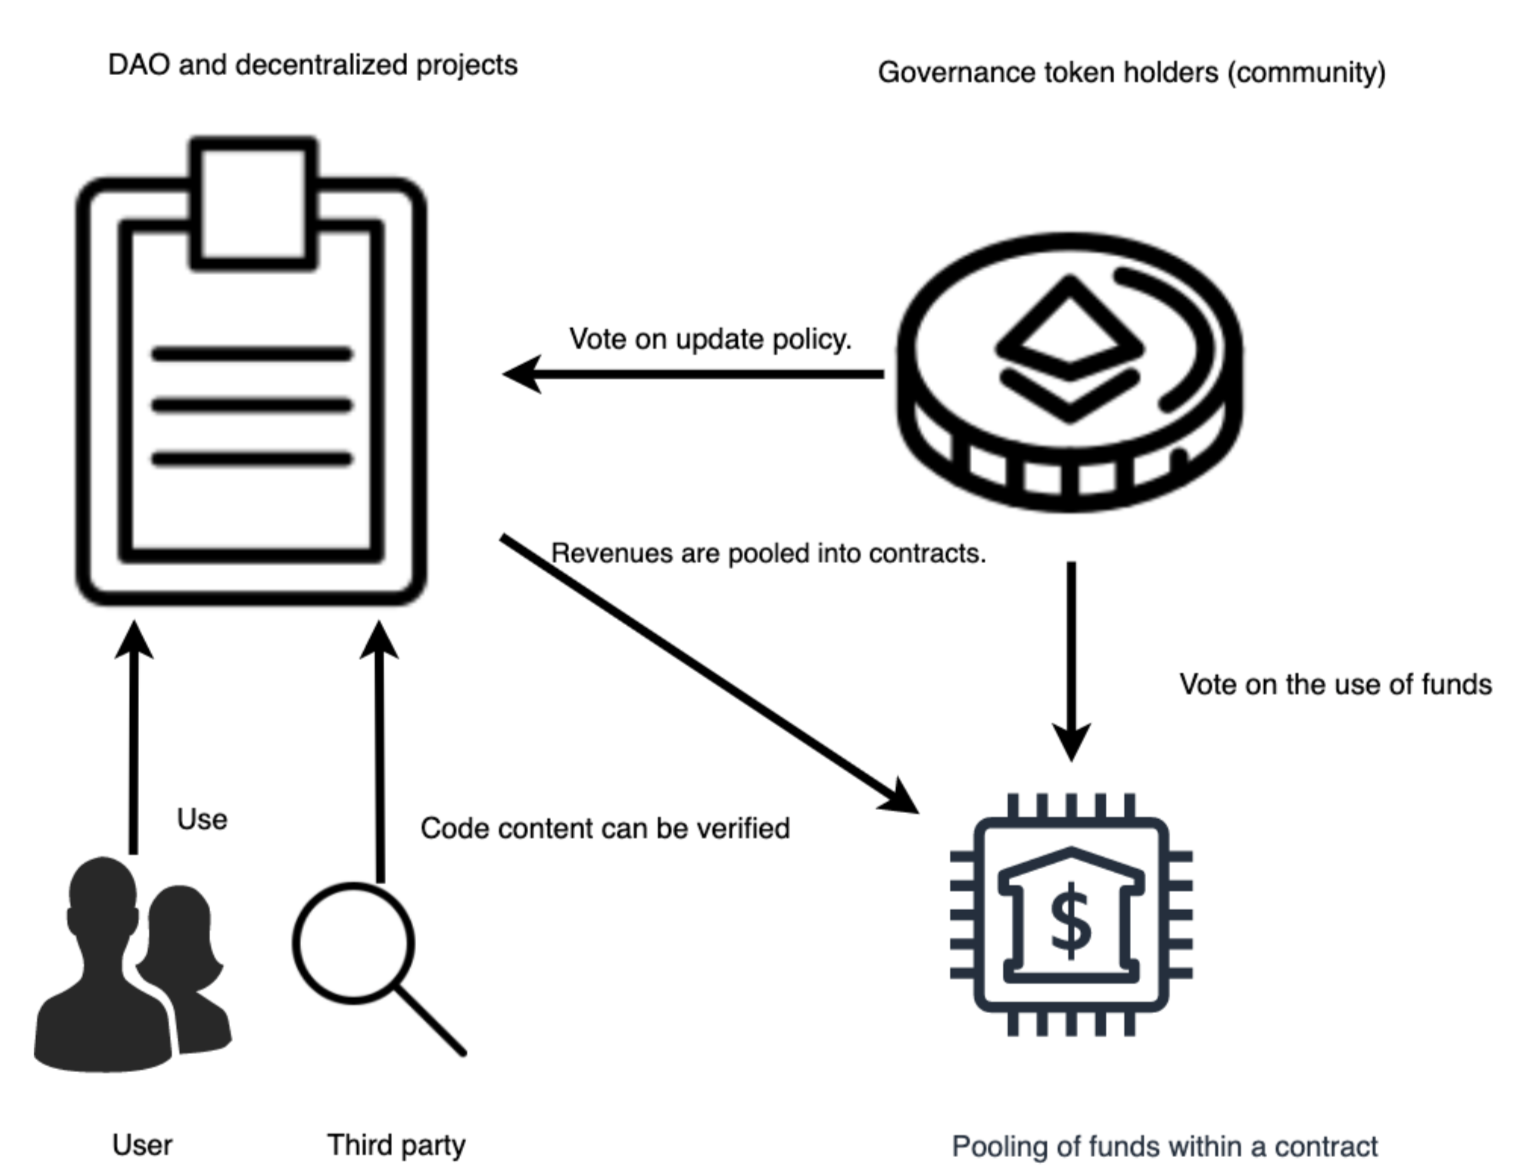 DAO and decentralized projects
Governance token holders (community)
Vote on update policy.
Revenues are pooled into contracts.
Vote on the use of funds
Use
Code content can be verified
$
User
Third party
Pooling of funds within a contract